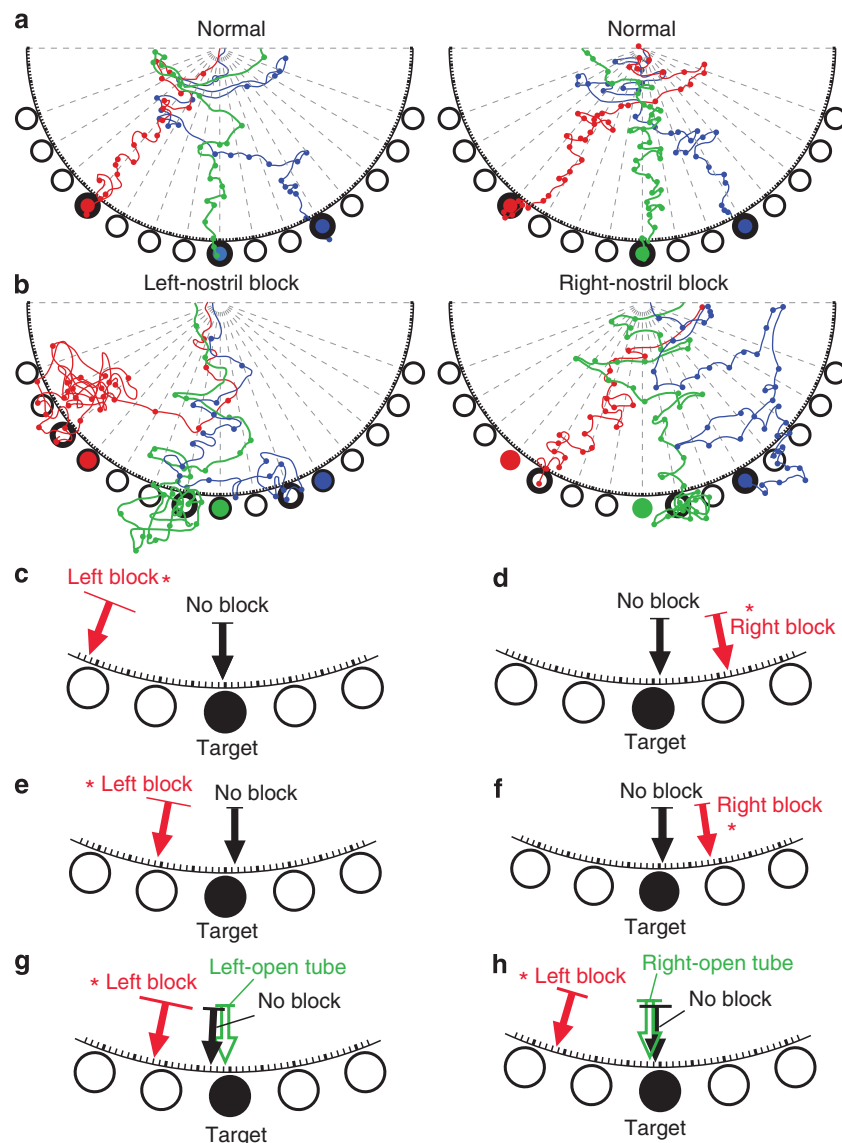 a
Normal
Normal
b
Left-nostril block
Right-nostril block
c
Left block *
No block
Target
d
No block
*
Right block
Target
e
* Left block
No block
Target
f
No block
Right block
*
Target
g
Left-open tube
* Left block
No block
Target
h
Right-open tube
* Left block
No block
Target